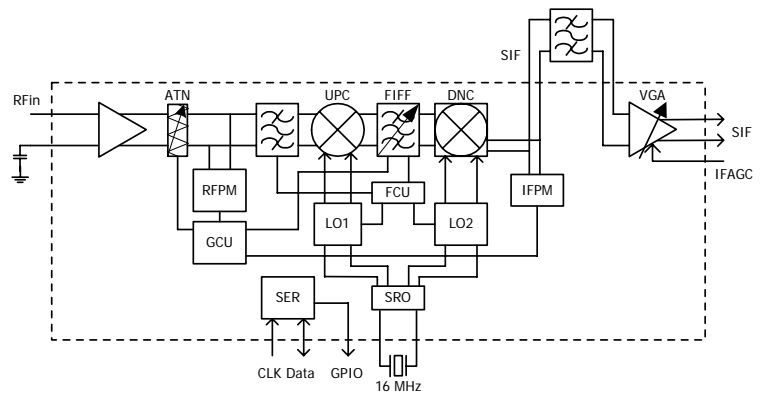 SIF
RFin
ATN
UPC
FIFF
DNC
VGA
SIF
IFAGC
RFPM
FCU
IFPM
GCU
LO1
LO2
SER
SRO
CLK Data
GPIO
16 MHz